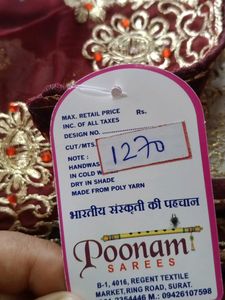 MAX. RETAIL PRICE Rs.
INC. OF ALL TAXES
DESIGN NO.
CUT/MTS. 1270
NOTE :
HANDWAS
IN COLD W
DRY IN SHADE
MADE FROM POLY YARN
भारतीय संस्कृती की पहचान
Poonam
SAREES
B-1, 4016, REGENT TEXTILE
MARKET, RING ROAD, SURAT.
2354446 M. 09426107598